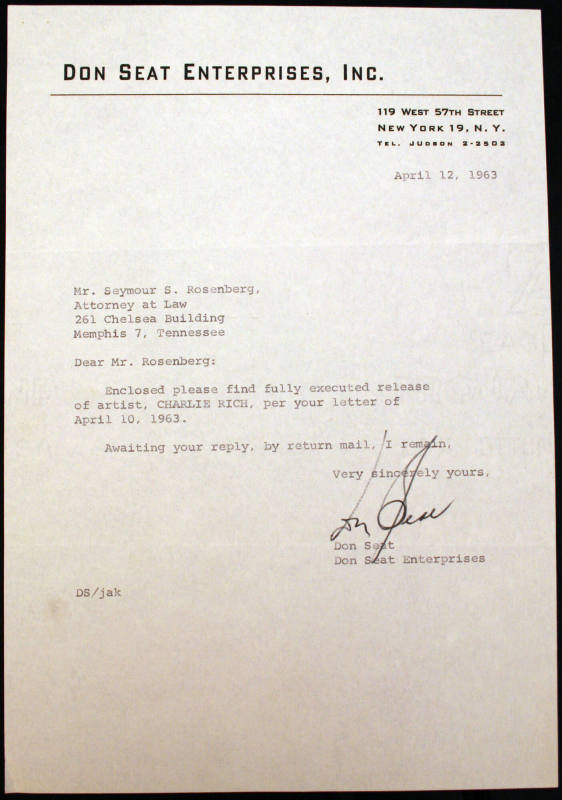 DON SEAT ENTERPRISES, INC.
119 WEST 57TH STREET
NEW YORK 19, N. Y.
TEL. JUDSON 2-2502
April 12, 1963
Mr. Seymour S. Rosenberg,
Attorney at Law
261 Chelsea Building
Memphis 7, Tennessee
Dear Mr. Rosenberg:
Enclosed please find fully executed release
of artist, CHARLIE RICH, per your letter of
April 10, 1963.
Awaiting your reply, by return mail, I remain,
Very sincerely yours,
Don Seat
Don Seat
Don Seat Enterprises
DS/jak